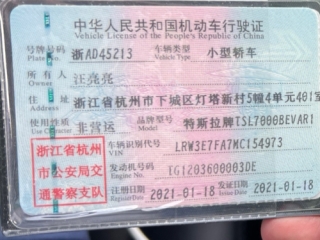 中华人民共和国机动车行驶证
Vehicle License of the People's Republic of China
号牌号码 浙AD45213 车辆类型 小型轿车
Plate No. Vehicle Type
所有人 汪亮亮
Owner
住址 浙江省杭州市下城区灯塔新村5幢4单元401室
Address
使用性质 非营运 品牌型号 特斯拉牌TSL7000BEVAR1
Use Character Model
浙江省杭州市公安局交通警察支队
车辆识别代号 LRW3E7FA7MC154973
VIN
发动机号码 TG1203600003DE
Engine No.
注册日期 2021-01-18 发证日期 2021-01-18
Register Date Issue Date